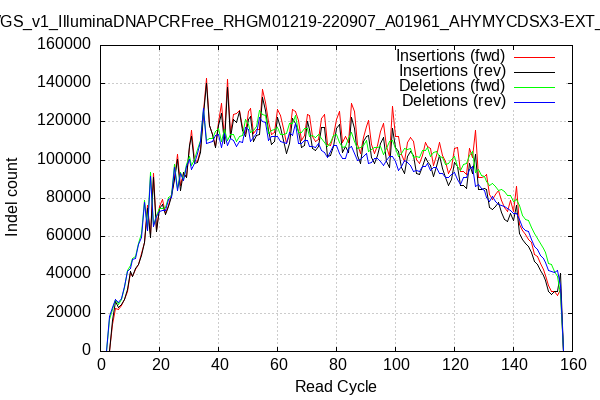 /GS_v1_IlluminaDNAPCRFree_RHGM01219-220907_A01961_AHYMYCDSX3-EXT_
160000
140000
120000
100000
80000
60000
40000
20000
0
Indel count
Insertions (fwd)
Insertions (rev)
Deletions (fwd)
Deletions (rev)
0 20 40 60 80 100 120 140 160
Read Cycle